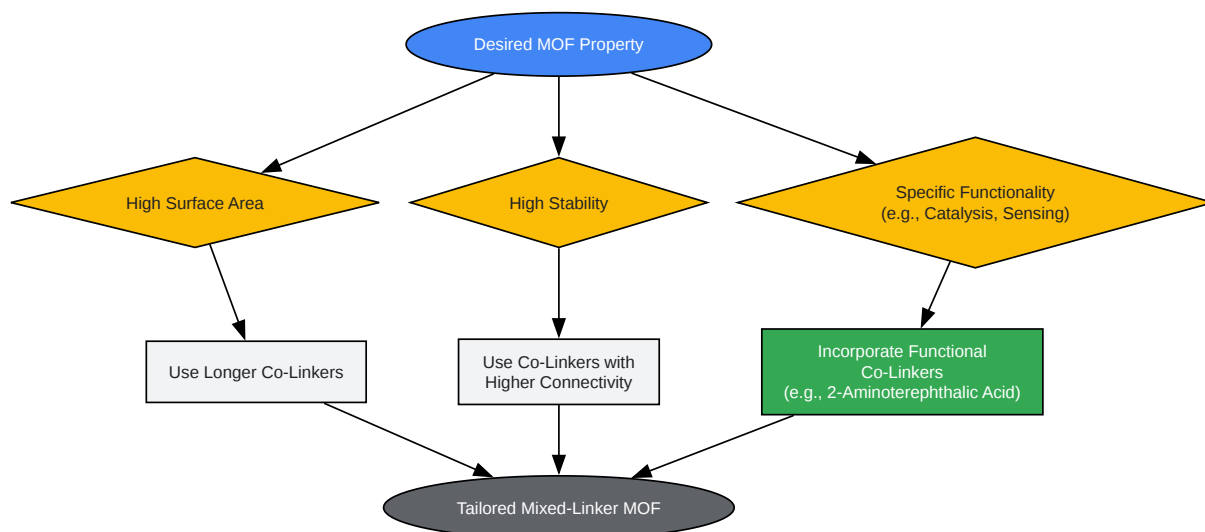 Desired MOF Property
High Surface Area
High Stability
Specific Functionality
(e.g., Catalysis, Sensing)
Use Longer Co-Linkers
Use Co-Linkers with
Higher Connectivity
Incorporate Functional
Co-Linkers
(e.g., 2-Aminoterephthalic Acid)
Tailored Mixed-Linker MOF